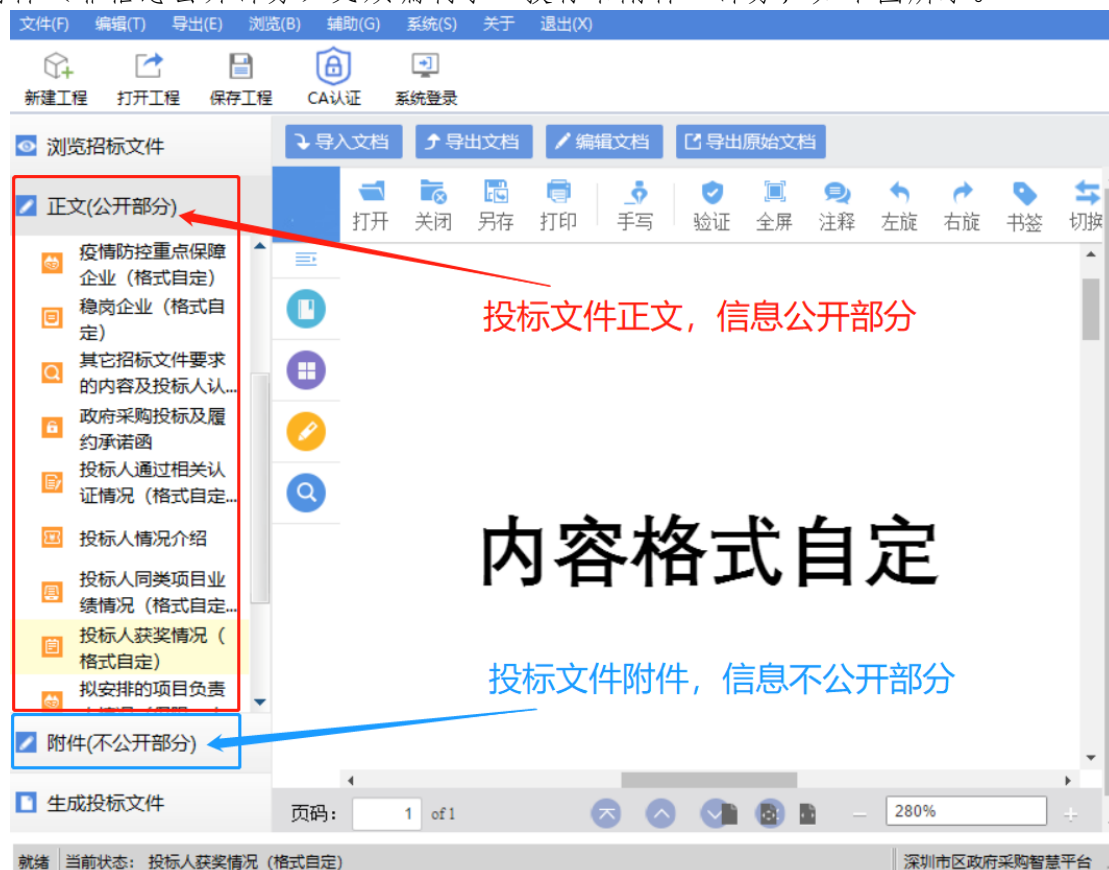 文件(F) 编辑(T) 导出(E) 浏览(B) 辅助(G) 系统(S) 关于 退出(X)
新建工程 打开工程 保存工程 CA认证 系统登录
浏览招标文件
导入文档 导出文档 编辑文档 导出原始文档
正文(公开部分)
打开 关闭 另存 打印 手写 验证 全屏 注释 左旋 右旋 书签 切换
疫情防控重点保障
企业（格式自定）
稳岗企业（格式自
定）
其它招标文件要求
的内容及投标人认...
政府采购投标及履
约承诺函
投标人通过相关认
证情况（格式自定...
投标人情况介绍
投标人同类项目业
绩情况（格式自定...
投标人获奖情况（
格式自定）
拟安排的项目负责
投标文件正文，信息公开部分
内容格式自定
投标文件附件，信息不公开部分
附件(不公开部分)
生成投标文件
页码： 1 of 1 280%
就绪 当前状态： 投标人获奖情况（格式自定） 深圳市区政府采购智慧平台